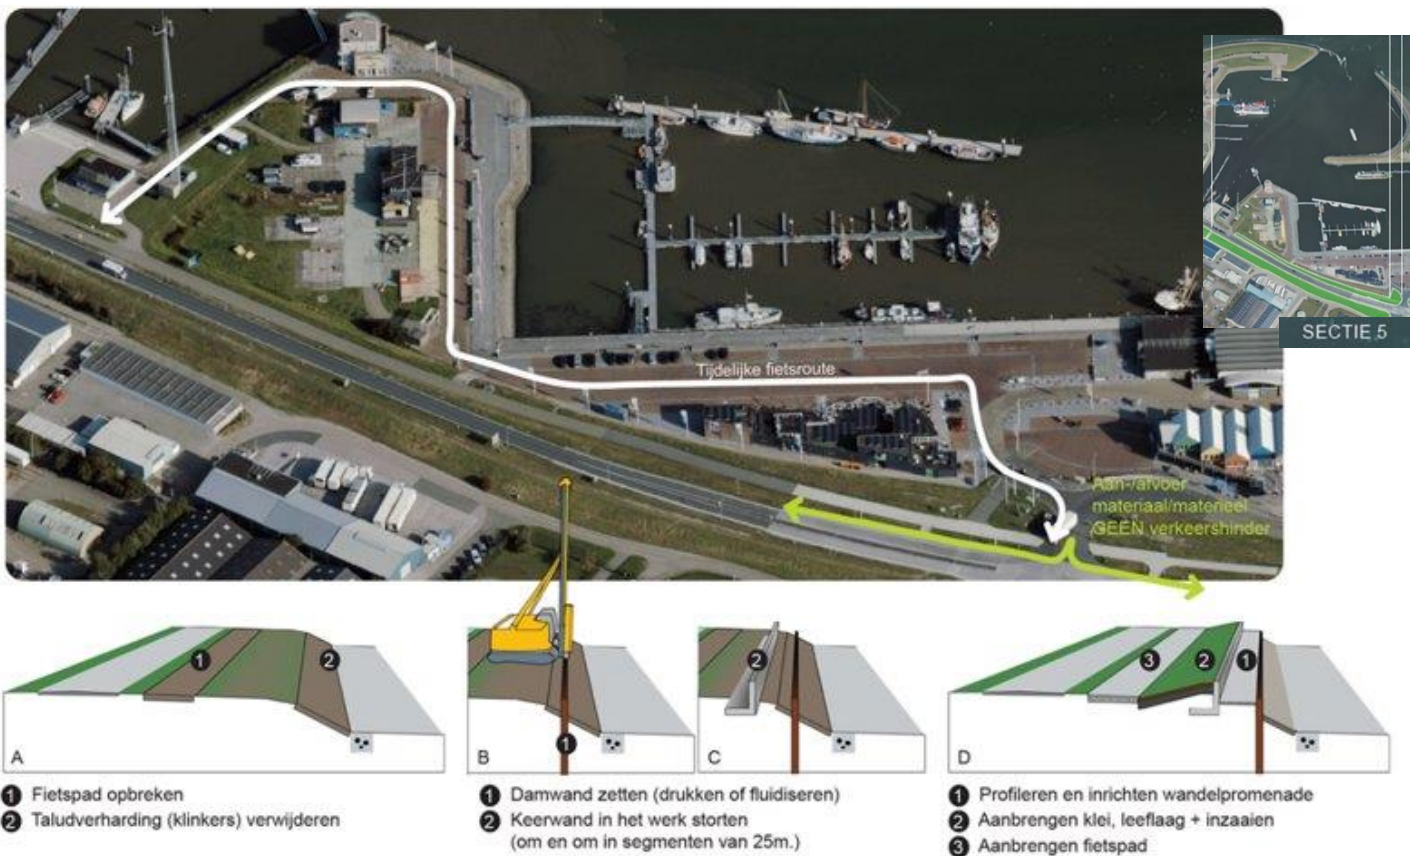 SECTIE 5
Tijdelijke fietsroute
Aan-/afvoer
materiaal/materieel
GEEN verkeershinder
1
2
A
1
B
2
C
3
2
1
D
1 Fietspad opbreken
2 Taludverharding (klinkers) verwijderen
1 Damwand zetten (drukken of fluidiseren)
2 Keerwand in het werk storten
(om en om in segmenten van 25m.)
1 Profileren en inrichten wandelpromenade
2 Aanbrengen klei, leeflaag + inzaaien
3 Aanbrengen fietspad